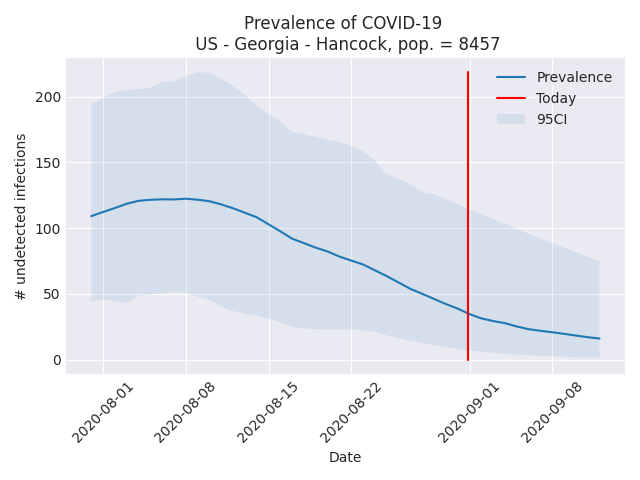 Prevalence of COVID-19
US - Georgia - Hancock, pop. = 8457
Prevalence
Today
95CI
# undetected infections
200
150
100
50
0
2020-08-01
2020-08-08
2020-08-15
2020-08-22
2020-09-01
2020-09-08
Date